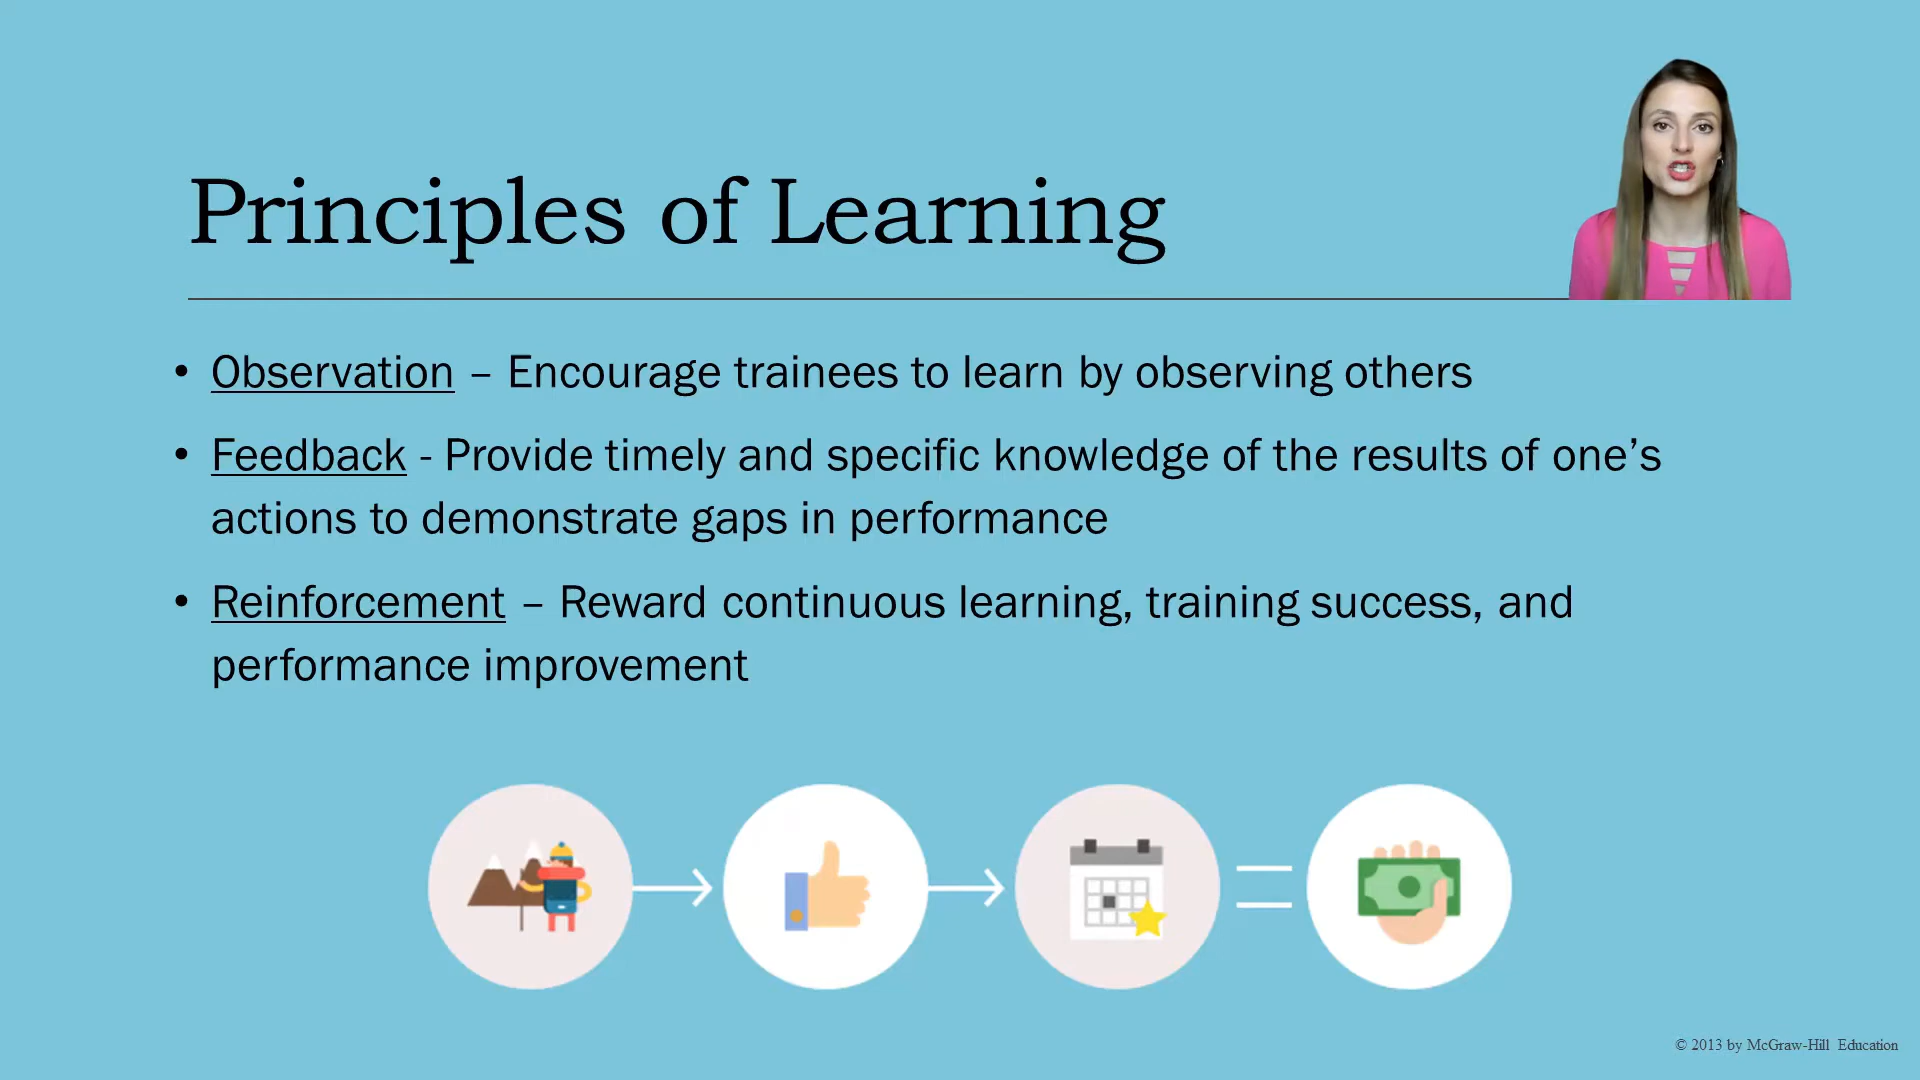 Principles of Learning
• Observation – Encourage trainees to learn by observing others
• Feedback - Provide timely and specific knowledge of the results of one’s
actions to demonstrate gaps in performance
• Reinforcement – Reward continuous learning, training success, and
performance improvement
© 2013 by McGraw-Hill Education